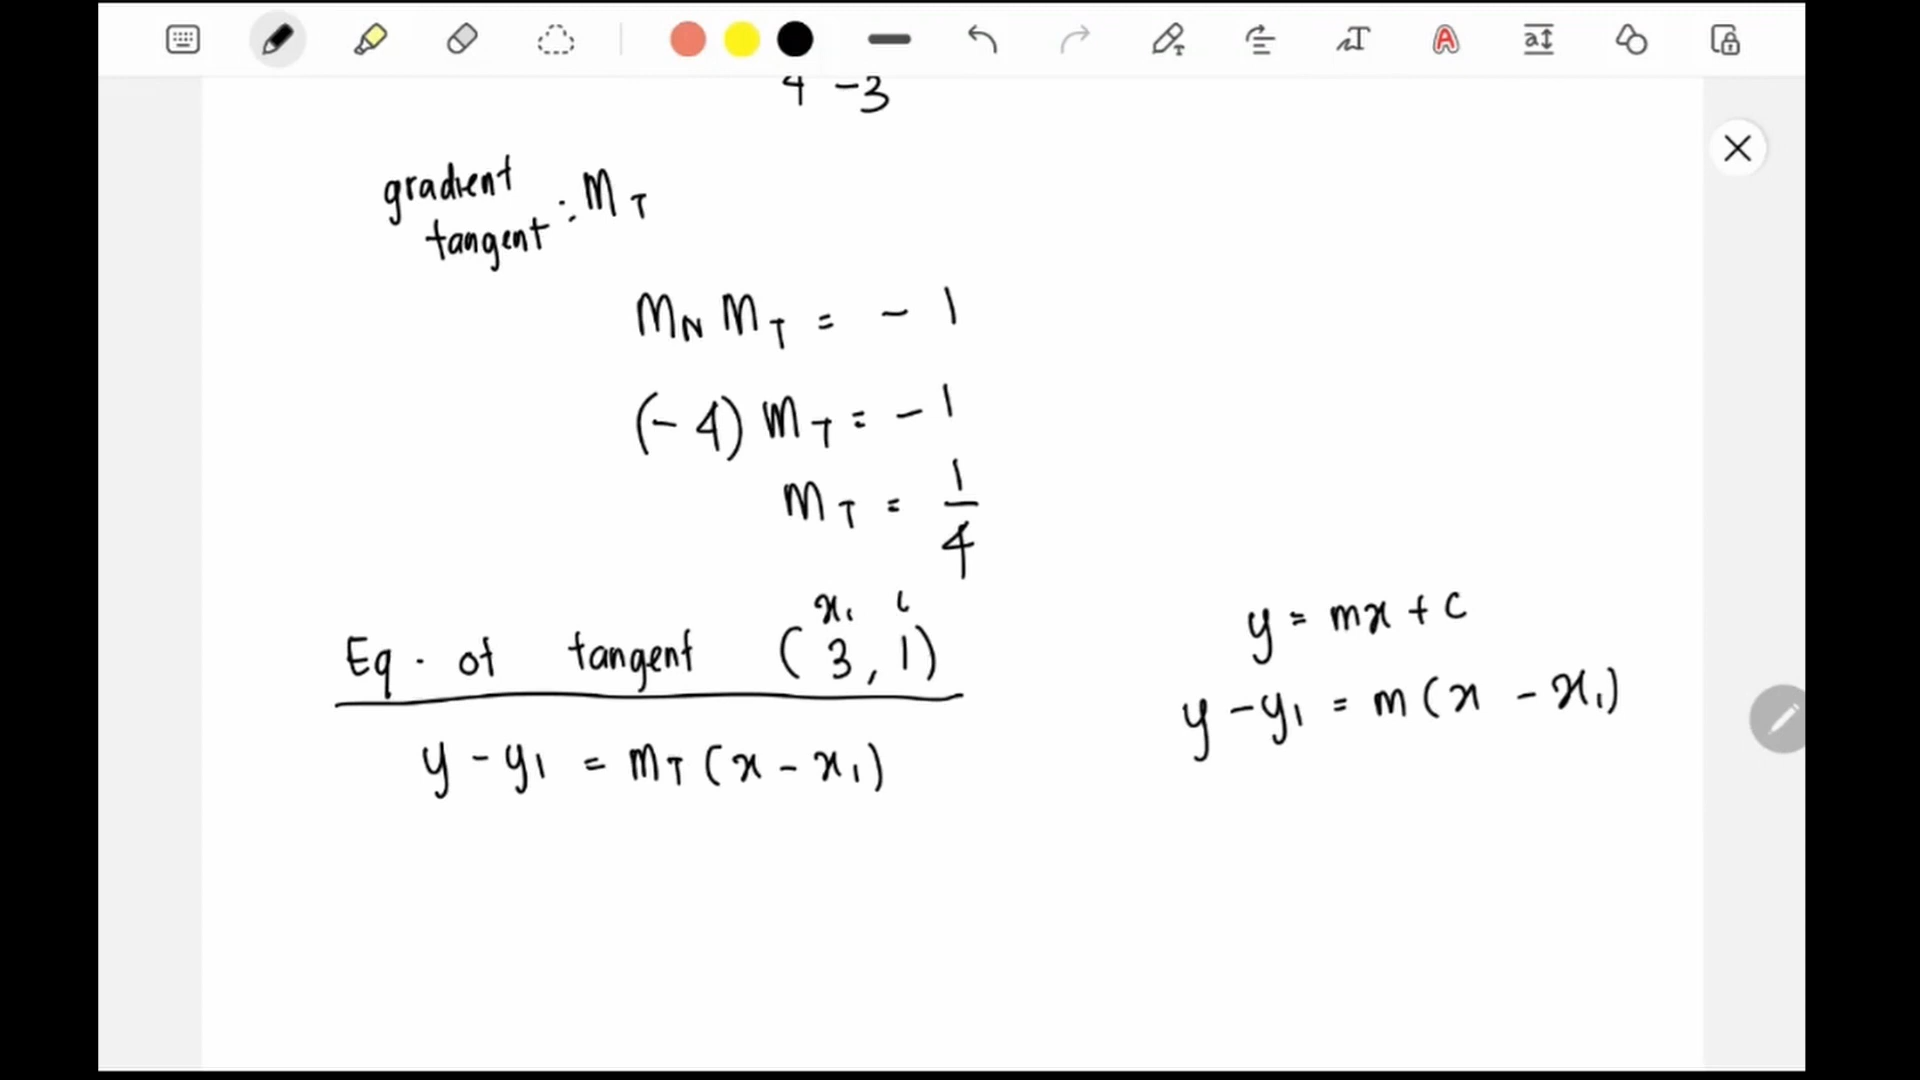 4 - 3
gradient
tangent : m_T
m_N m_T = - 1
(- 4) m_T = - 1
m_T = 1/4
x₁
Eq. of tangent (3, 1)
y - y₁ = m_T (x - x₁)
y = mx + c
y - y₁ = m (x - x₁)